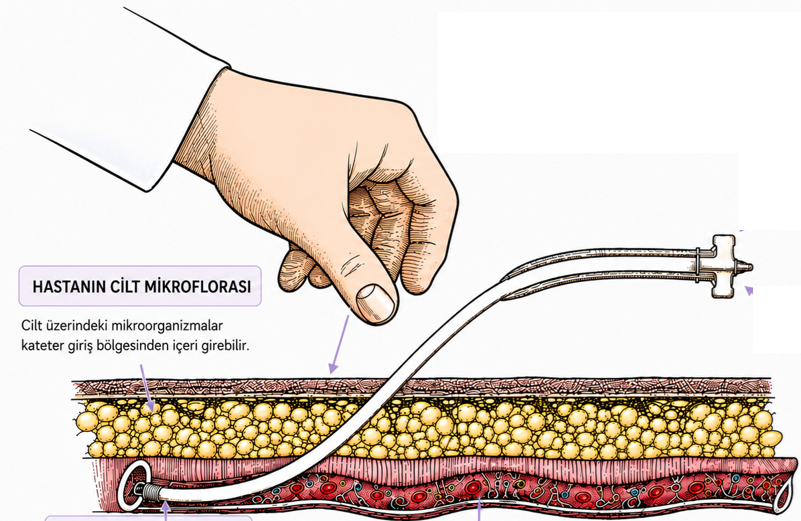 HASTANIN CİLT MİKROFLORASI
Cilt üzerindeki mikroorganizmalar
kateter giriş bölgesinden içeri girebilir.